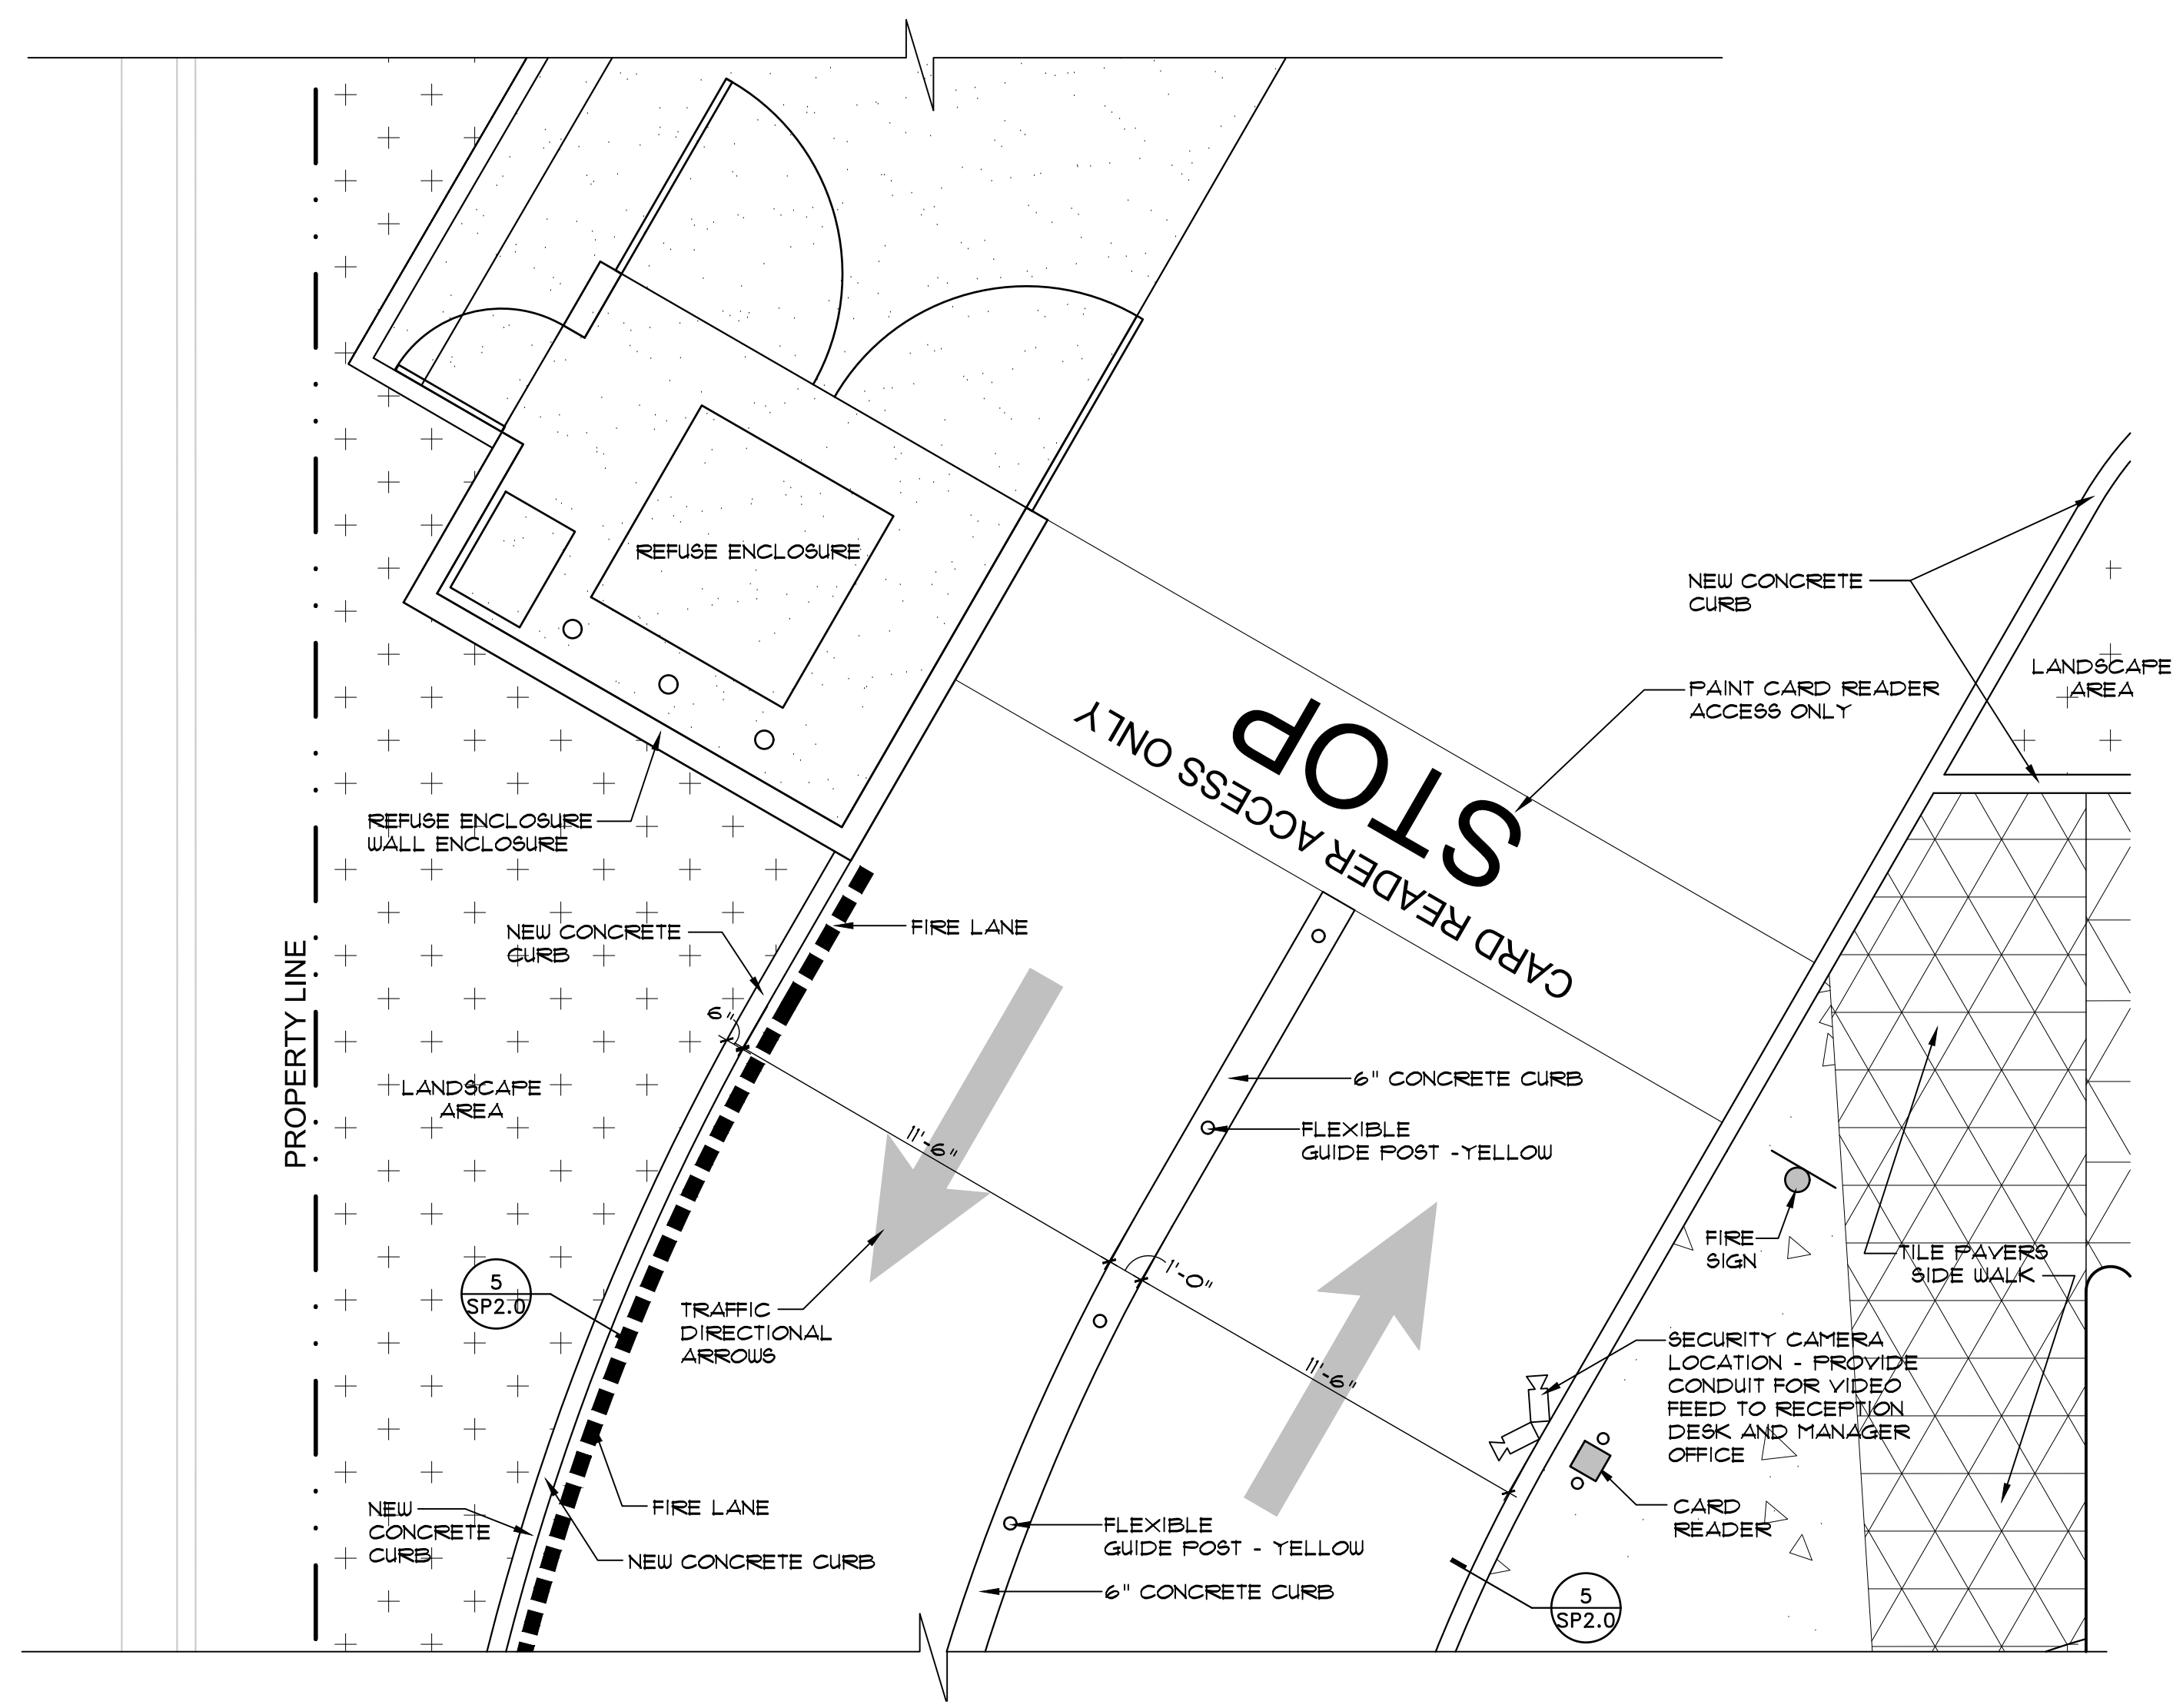 REFUSE ENCLOSURE
NEW CONCRETE
CURB
LANDSCAPE
AREA
PAINT CARD READER
ACCESS ONLY
STOP
CARD READER ACCESS ONLY
REFUSE ENCLOSURE
WALL ENCLOSURE
NEW CONCRETE
CURB
FIRE LANE
PROPERTY LINE
6"
LANDSCAPE
AREA
11'-6"
6" CONCRETE CURB
FLEXIBLE
GUIDE POST -YELLOW
1'-0"
FIRE
SIGN
TILE PAVERS
SIDE WALK
5
SP2.0
TRAFFIC
DIRECTIONAL
ARROWS
11'-6"
SECURITY CAMERA
LOCATION - PROVIDE
CONDUIT FOR VIDEO
FEED TO RECEPTION
DESK AND MANAGER
OFFICE
NEW
CONCRETE
CURB
FIRE LANE
NEW CONCRETE CURB
FLEXIBLE
GUIDE POST - YELLOW
6" CONCRETE CURB
CARD
READER
5
SP2.0